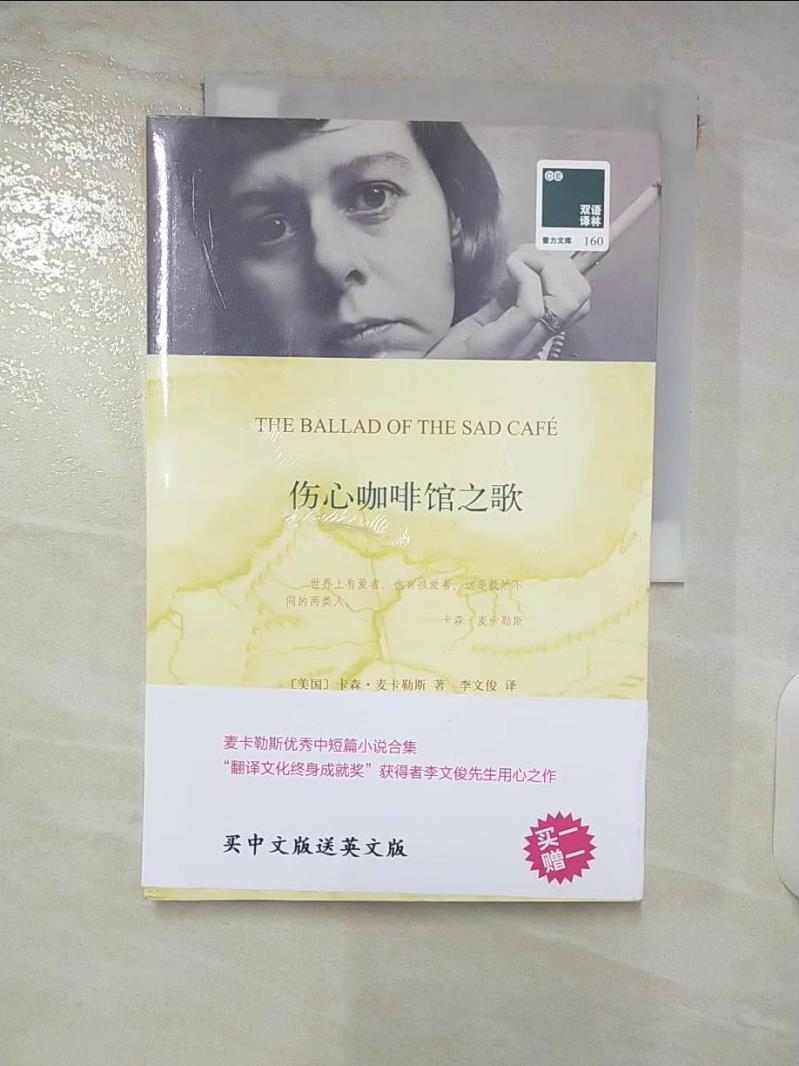 CE
双语
译林
壹力文库 160
THE BALLAD OF THE SAD CAFÉ
伤心咖啡馆之歌
——世界上有爱者，也有被爱者，这是截然不
同的两类人。
——卡森·麦卡勒斯
〔美国〕卡森·麦卡勒斯 著 李文俊 译
麦卡勒斯优秀中短篇小说合集
“翻译文化终身成就奖”获得者李文俊先生用心之作
买中文版送英文版
买一
赠一